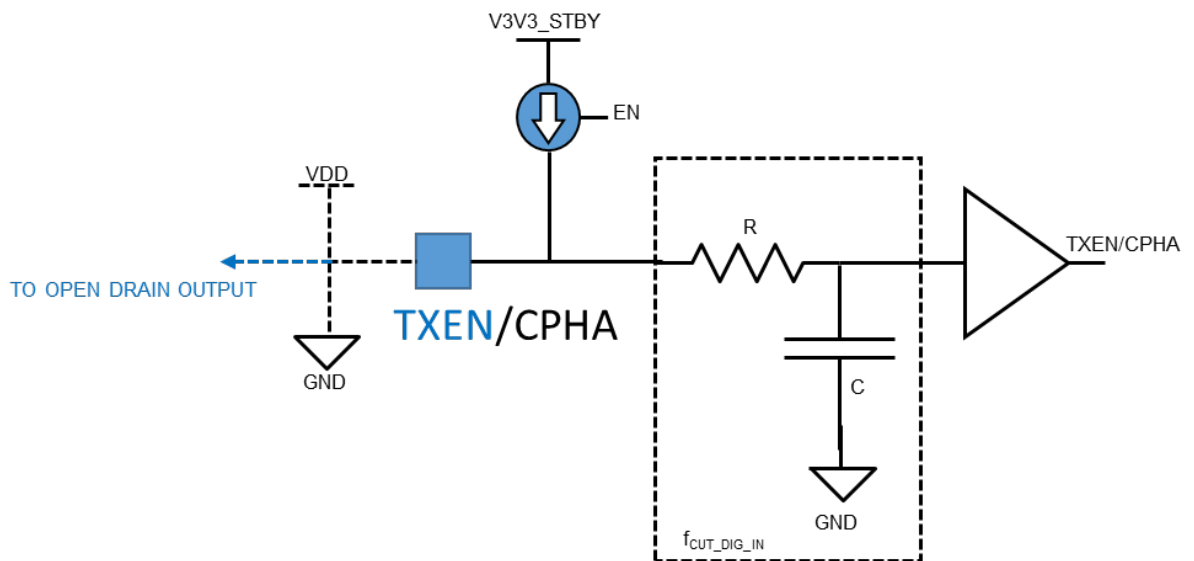 V3V3_STBY
EN
VDD
R
TXEN/CPHA
TO OPEN DRAIN OUTPUT
TXEN/CPHA
GND
C
GND
fCUT_DIG_IN